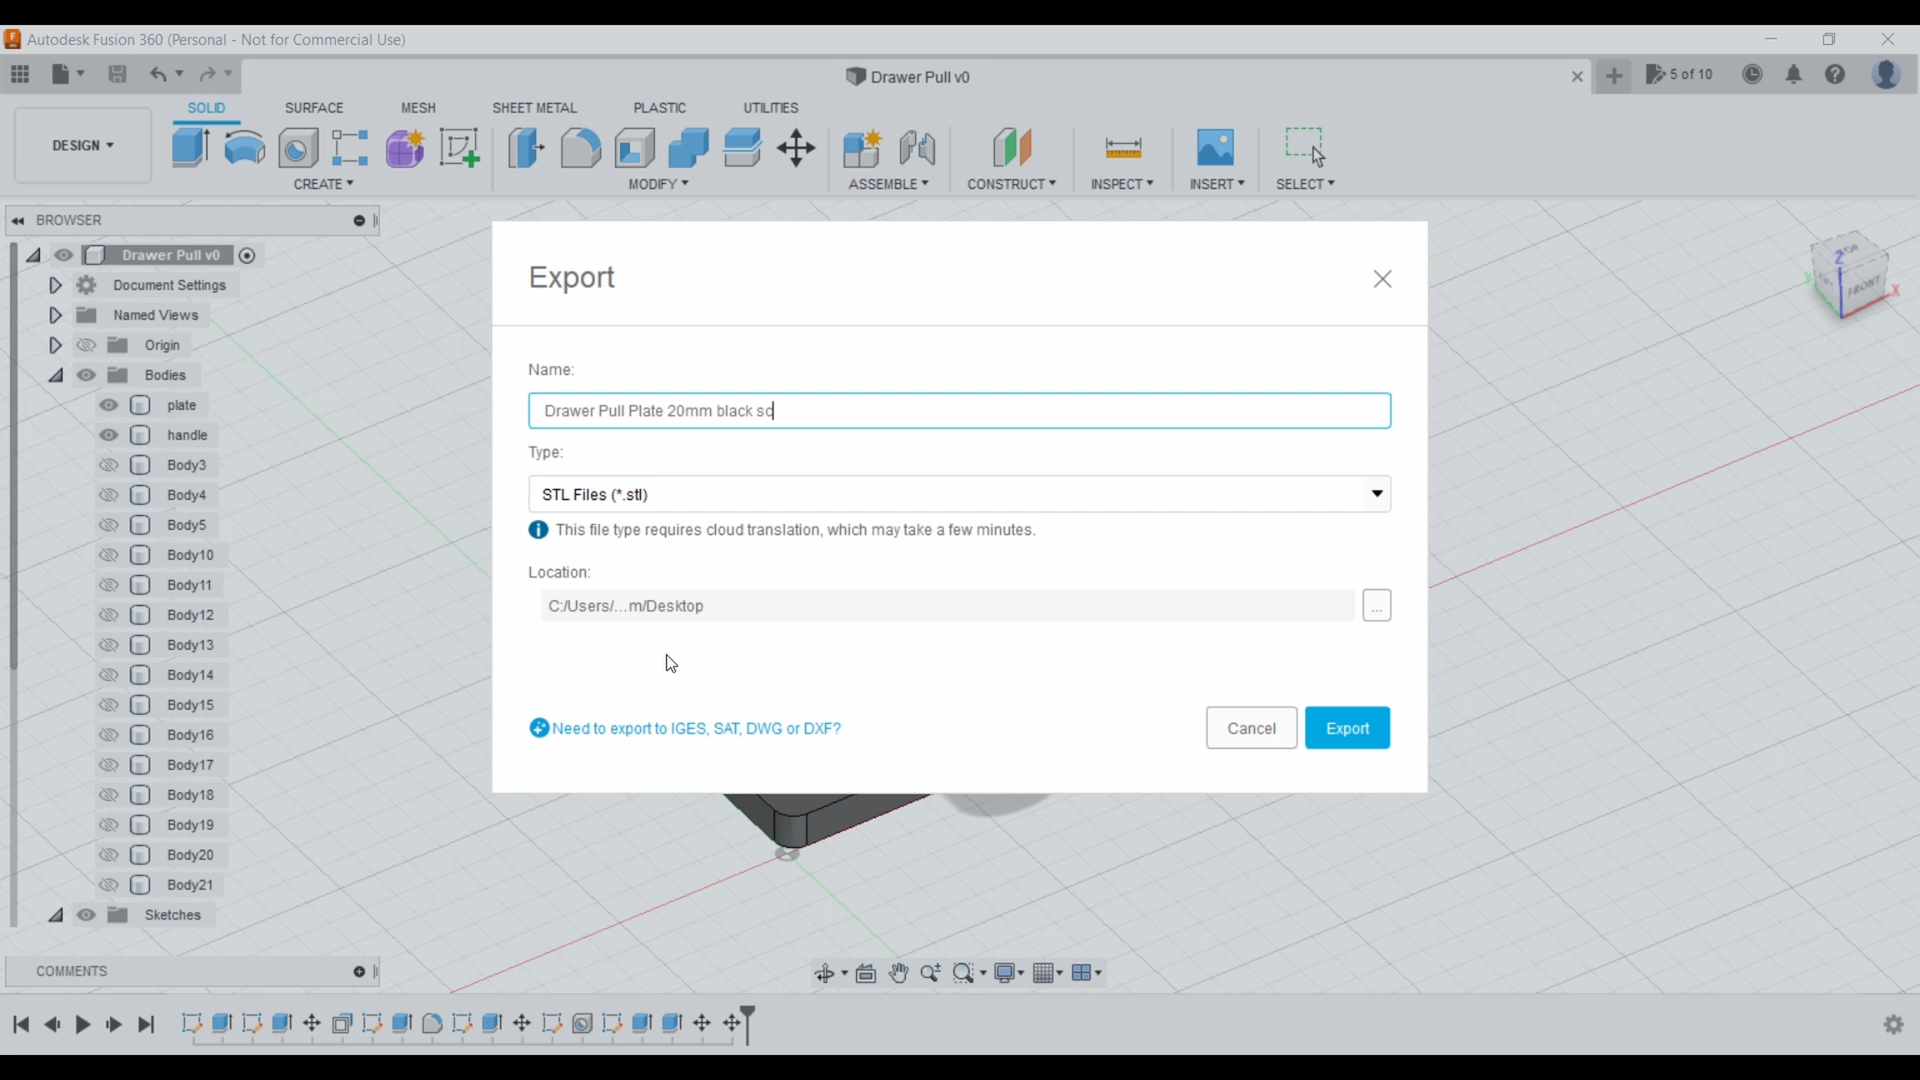 Autodesk Fusion 360 (Personal - Not for Commercial Use)
Drawer Pull v0
5 of 10
DESIGN
SOLID
SURFACE
MESH
SHEET METAL
PLASTIC
UTILITIES
CREATE
MODIFY
ASSEMBLE
CONSTRUCT
INSPECT
INSERT
SELECT
BROWSER
Drawer Pull v0
Document Settings
Named Views
Origin
Bodies
plate
handle
Body3
Body4
Body5
Body10
Body11
Body12
Body13
Body14
Body15
Body16
Body17
Body18
Body19
Body20
Body21
Sketches
COMMENTS
Export
Name:
Drawer Pull Plate 20mm black sc
Type:
STL Files (*.stl)
This file type requires cloud translation, which may take a few minutes.
Location:
C:/Users/...m/Desktop
...
Need to export to IGES, SAT, DWG or DXF?
Cancel
Export
TOP
Z
FRONT
X